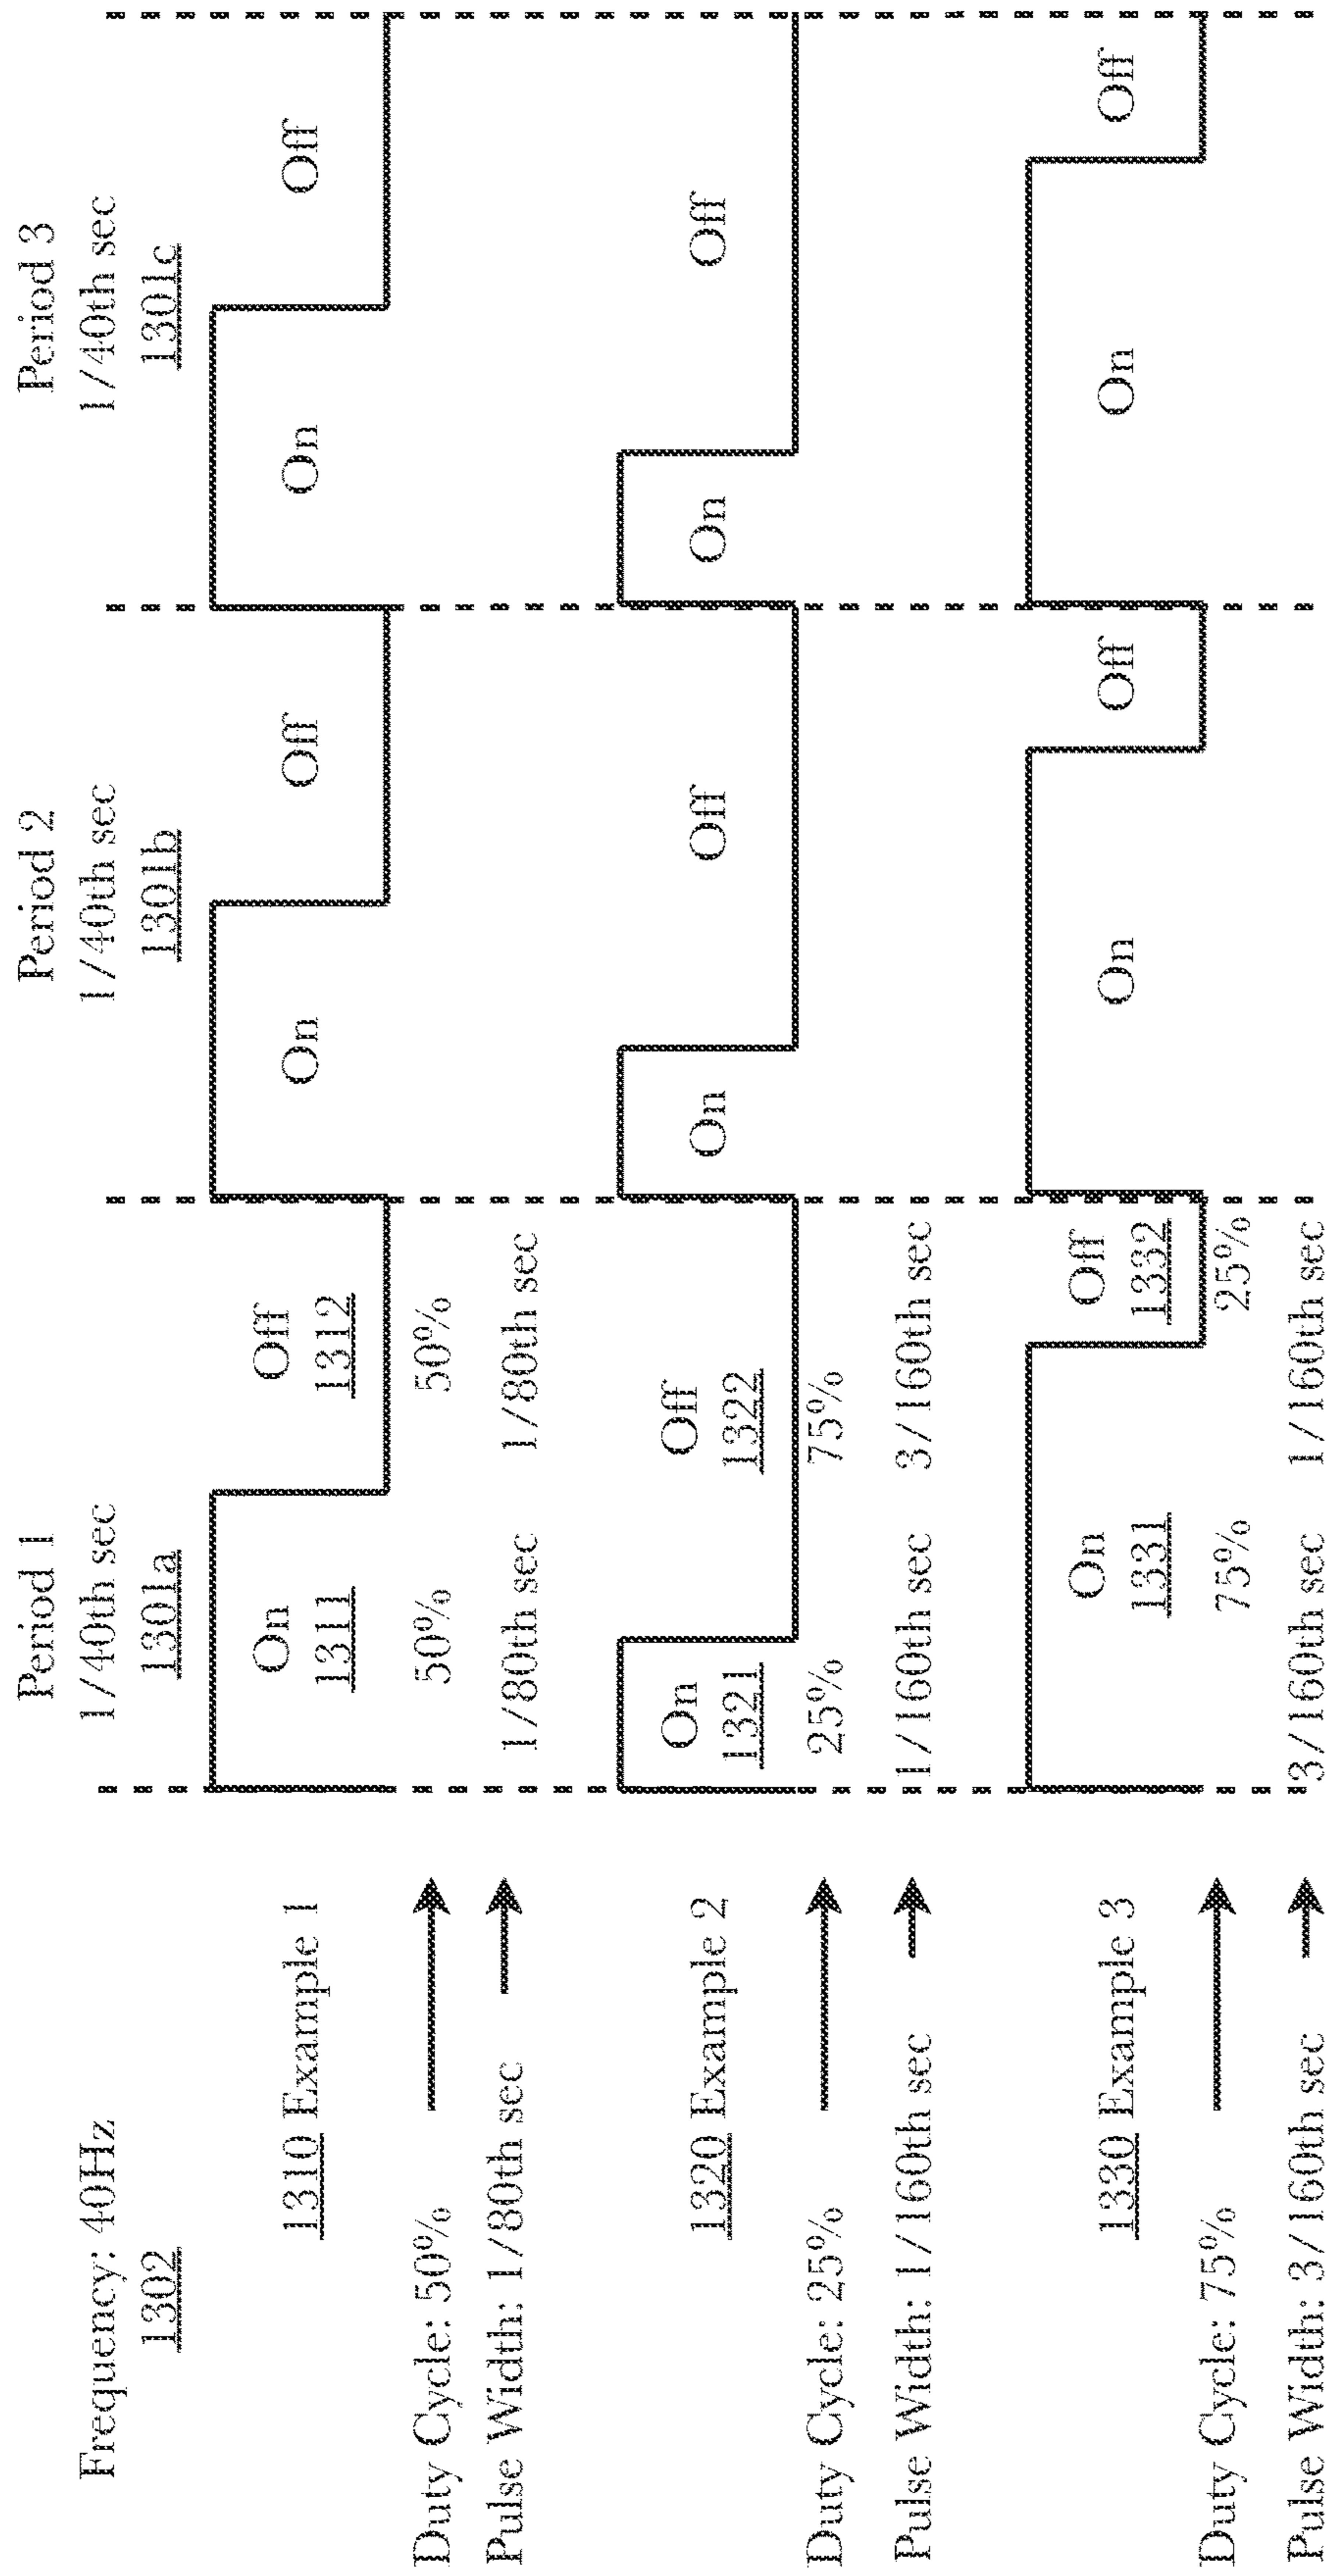 Period 1
Period 2
Period 3
Frequency: 40Hz
1/40th sec
1/40th sec
1/40th sec
1302
1301a
1301b
1301c
1310 Example 1
On
1311
Off
1312
On
Off
On
Off
Duty Cycle: 50%
50%
50%
Pulse Width: 1/80th sec
1/80th sec
1/80th sec
1320 Example 2
On
1321
Off
1322
On
Off
On
Off
Duty Cycle: 25%
25%
75%
Pulse Width: 1/160th sec
1/160th sec
3/160th sec
1330 Example 3
On
1331
Off
1332
On
Off
On
Off
Duty Cycle: 75%
75%
25%
Pulse Width: 3/160th sec
3/160th sec
1/160th sec